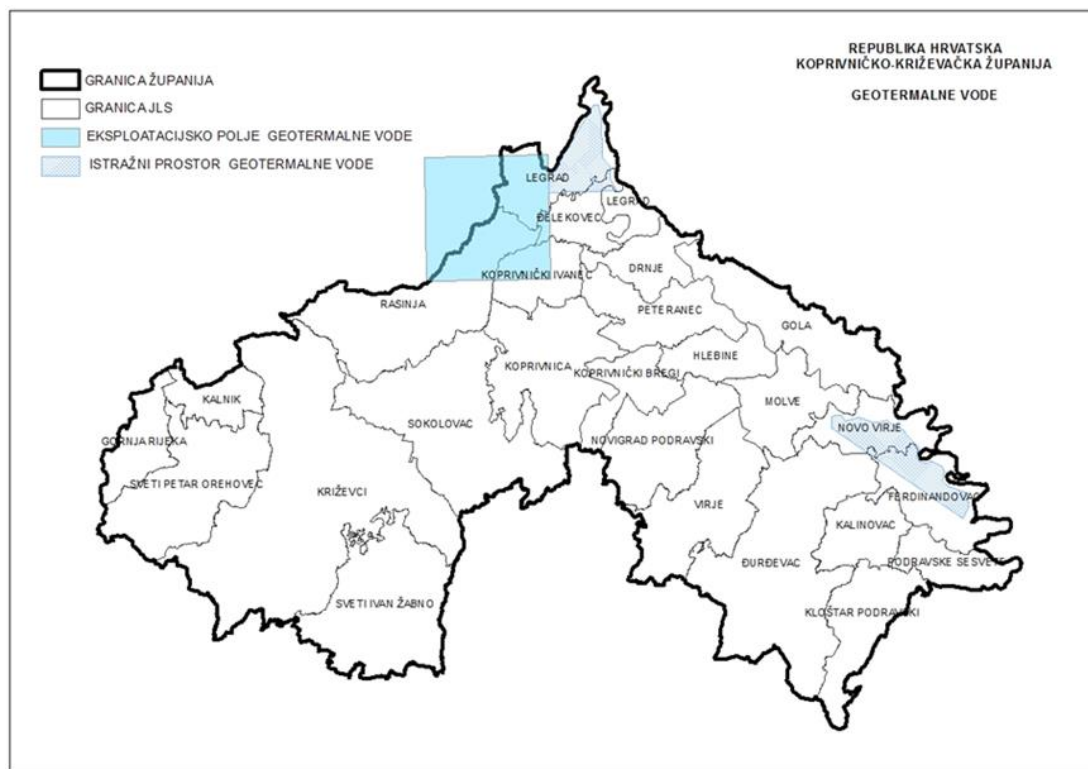 REPUBLIKA HRVATSKA
KOPRIVNIČKO-KRIŽEVAČKA ŽUPANIJA
GEOTERMALNE VODE
GRANICA ŽUPANIJA
GRANICA JLS
EKSPLOATACIJSKO POLJE GEOTERMALNE VODE
ISTRAŽNI PROSTOR GEOTERMALNE VODE
LEGRAD
LEGRAD
ĐELEKOVEC
DRNJE
KOPRIVNIČKI IVANEC
RASINJA
PETERANEC
GOLA
HLEBINE
KOPRIVNICA
KOPRIVNIČKI BREGI
KALNIK
MOLVE
SOKOLOVAC
NOVO VIRJE
GORNJA RIJEKA
NOVIGRAD PODRAVSKI
SVETI PETAR OREHOVEC
KRIŽEVCI
FERDINANDOVAC
VIRJE
KALINOVAC
ĐURĐEVAC
PODRAVSKE SESVETE
SVETI IVAN ŽABNO
KLOŠTAR PODRAVSKI